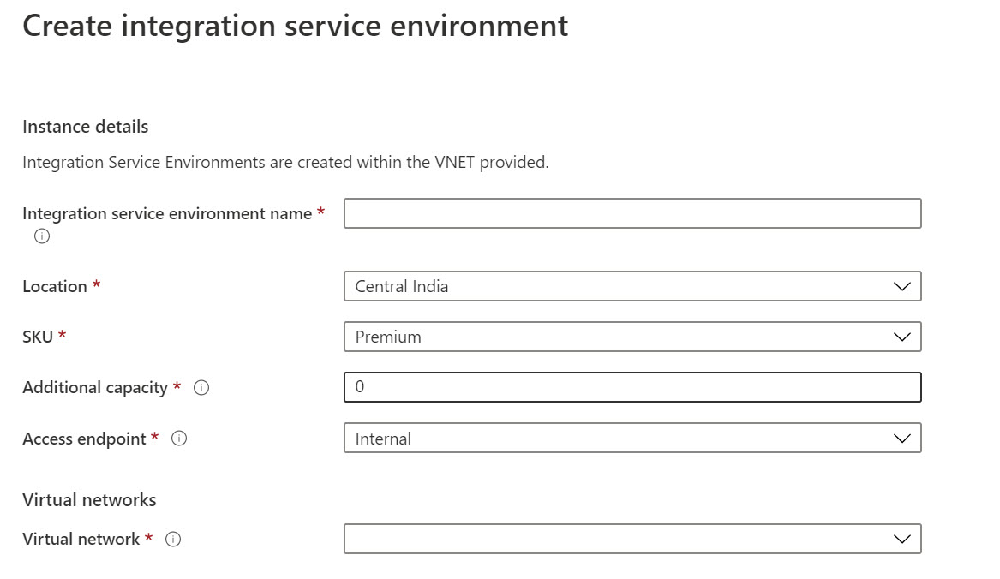 Create integration service environment
Instance details
Integration Service Environments are created within the VNET provided.
Integration service environment name *
Location *
Central India
SKU *
Premium
Additional capacity *
0
Access endpoint *
Internal
Virtual networks
Virtual network *